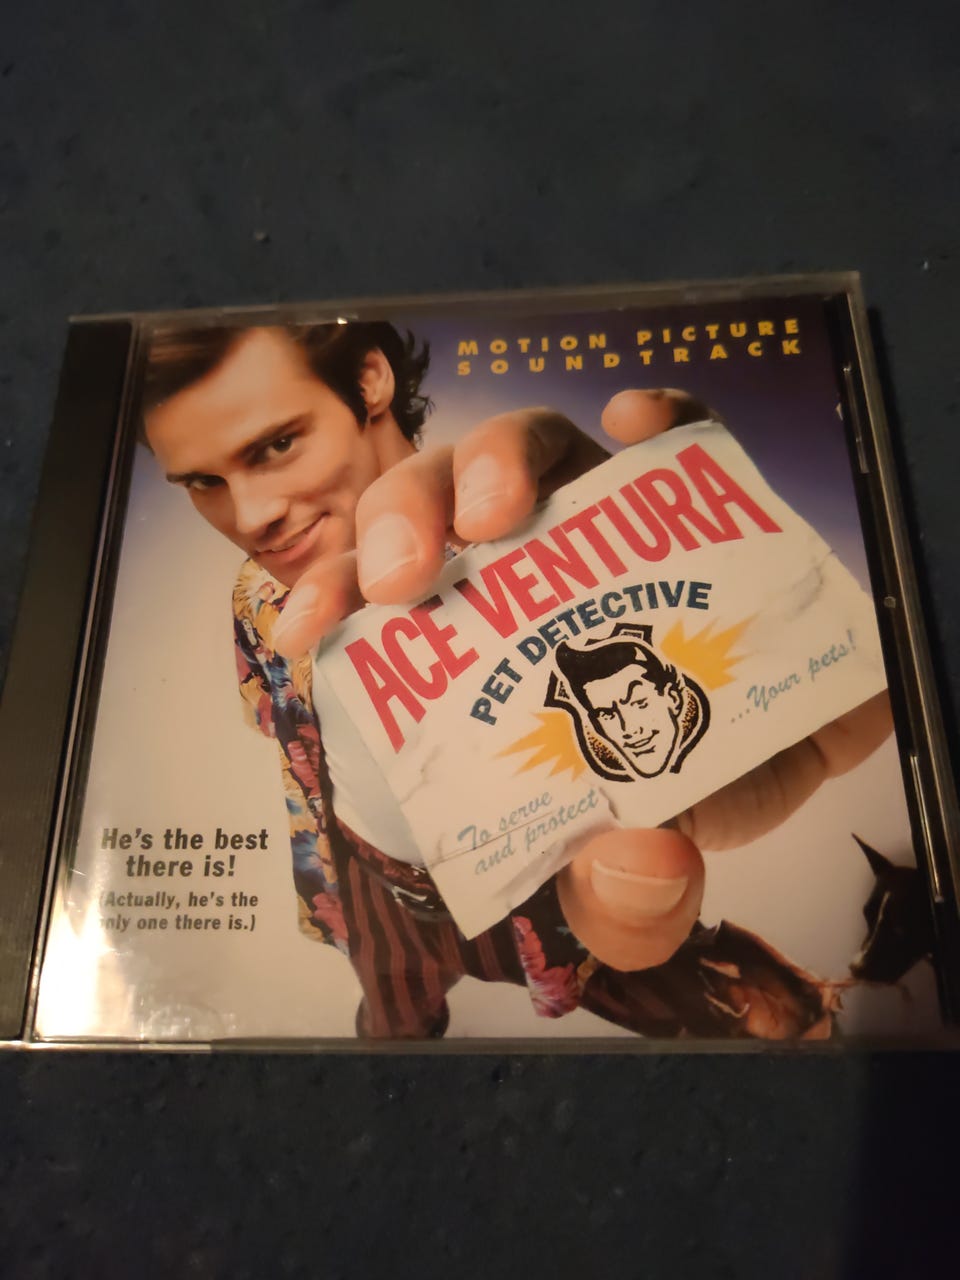 MOTION PICTURE
SOUNDTRACK
ACE VENTURA
PET DETECTIVE
...Your pets!
To serve
and protect
He's the best
there is!
(Actually, he's the
only one there is.)